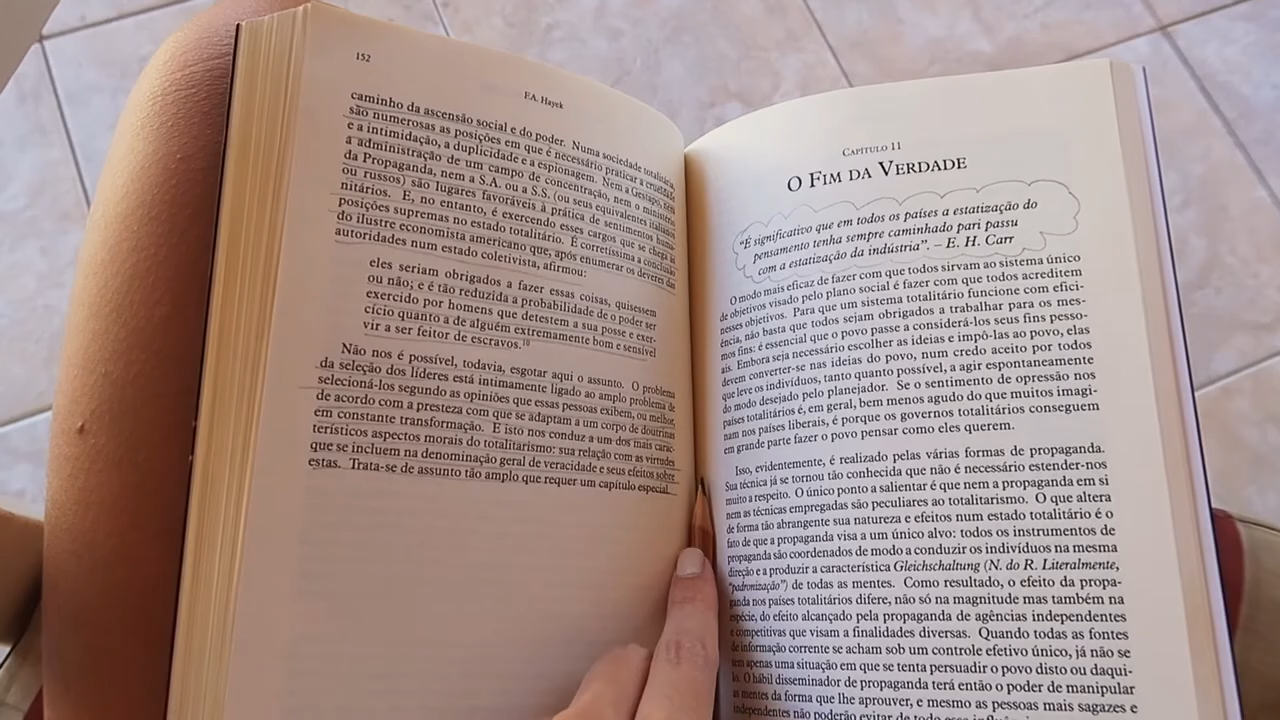 152
F.A. Hayek
caminho da ascensão social e do poder. Numa sociedade totalitária,
são numerosas as posições em que é necessário praticar a crueldade
e a intimidação, a duplicidade e a espionagem. Nem a Gestapo, nem
a administração de um campo de concentração, nem o ministério
da Propaganda, nem a S.A. ou a S.S. (ou seus equivalentes italianos
ou russos) são lugares favoráveis à prática de sentimentos huma-
nitários. E, no entanto, é exercendo esses cargos que se chega às
posições supremas no estado totalitário. É corretíssima a conclusão
do ilustre economista americano que, após enumerar os deveres das
autoridades num estado coletivista, afirmou:
eles seriam obrigados a fazer essas coisas, quisessem
ou não; e é tão reduzida a probabilidade de o poder ser
exercido por homens que detestem a sua posse e exer-
cício quanto a de alguém extremamente bom e sensível
vir a ser feitor de escravos.¹⁰
Não nos é possível, todavia, esgotar aqui o assunto. O problema
da seleção dos líderes está intimamente ligado ao amplo problema de
selecioná-los segundo as opiniões que essas pessoas exibem, ou melhor,
de acordo com a presteza com que se adaptam a um corpo de doutrinas
em constante transformação. E isto nos conduz a um dos mais carac-
terísticos aspectos morais do totalitarismo: sua relação com as virtudes
que se incluem na denominação geral de veracidade e seus efeitos sobre
estas. Trata-se de assunto tão amplo que requer um capítulo especial.
Capítulo 11
O Fim da Verdade
"É significativo que em todos os países a estatização do
pensamento tenha sempre caminhado pari passu
com a estatização da indústria". – E. H. Carr
O modo mais eficaz de fazer com que todos sirvam ao sistema único
de objetivos visado pelo plano social é fazer com que todos acreditem
nesses objetivos. Para que um sistema totalitário funcione com efici-
ência, não basta que todos sejam obrigados a trabalhar para os mes-
mos fins: é essencial que o povo passe a considerá-los seus fins pesso-
ais. Embora seja necessário escolher as ideias e impô-las ao povo, elas
devem converter-se nas ideias do povo, num credo aceito por todos
que leve os indivíduos, tanto quanto possível, a agir espontaneamente
do modo desejado pelo planejador. Se o sentimento de opressão nos
países totalitários é, em geral, bem menos agudo do que muitos imagi-
nam nos países liberais, é porque os governos totalitários conseguem
em grande parte fazer o povo pensar como eles querem.
Isso, evidentemente, é realizado pelas várias formas de propaganda.
Sua técnica já se tornou tão conhecida que não é necessário estender-nos
muito a respeito. O único ponto a salientar é que nem a propaganda em si
nem as técnicas empregadas são peculiares ao totalitarismo. O que altera
de forma tão abrangente sua natureza e efeitos num estado totalitário é o
fato de que a propaganda visa a um único alvo: todos os instrumentos de
propaganda são coordenados de modo a conduzir os indivíduos na mesma
direção e a produzir a característica Gleichschaltung (N. do R. Literalmente,
"padronização") de todas as mentes. Como resultado, o efeito da propa-
ganda nos países totalitários difere, não só na magnitude mas também na
espécie, do efeito alcançado pela propaganda de agências independentes
e competitivas que visam a finalidades diversas. Quando todas as fontes
de informação corrente se acham sob um controle efetivo único, já não se
tem apenas uma situação em que se tenta persuadir o povo disto ou daqui-
lo. O hábil disseminador de propaganda terá então o poder de manipular
as mentes da forma que lhe aprouver, e mesmo as pessoas mais sagazes e
independentes não poderão evitar de todo